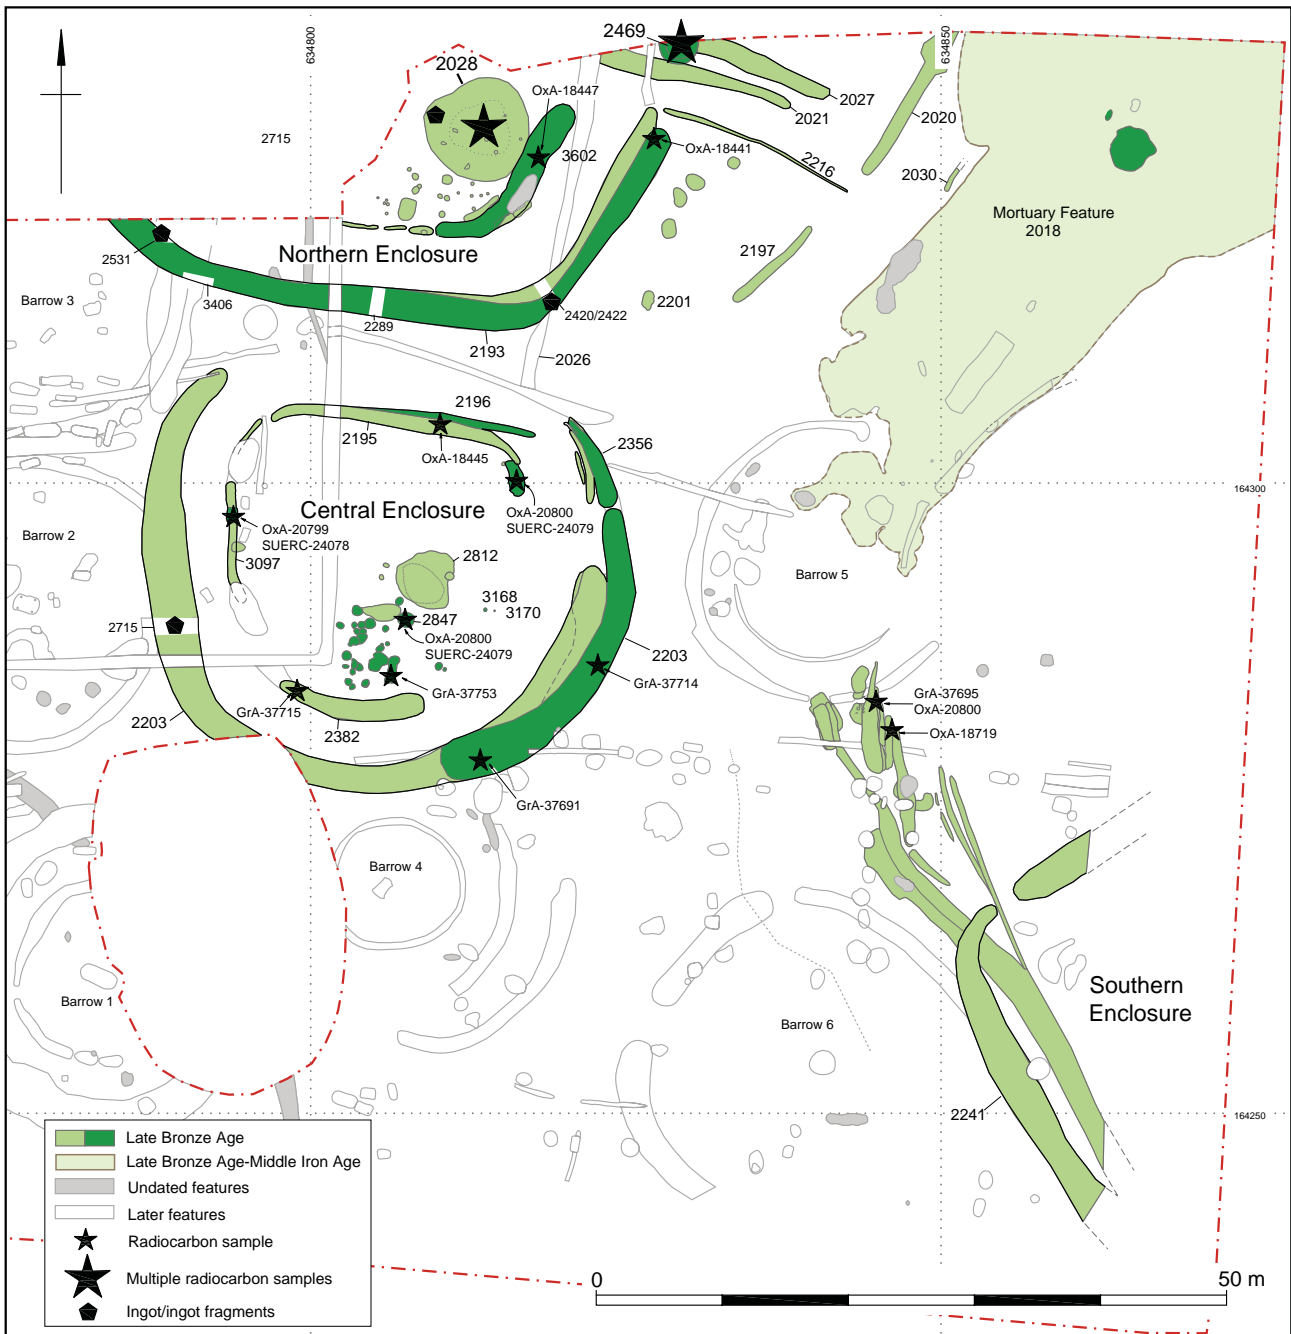 634800
634850
2469
2028
OxA-18447
2027
2021
2020
2715
3602
OxA-18441
2216
2030
Mortuary Feature
2018
2531
Northern Enclosure
2197
Barrow 3
3406
2289
2420/2422
2201
2193
2026
2196
2195
OxA-18445
2356
164300
Central Enclosure
OxA-20800
SUERC-24079
OxA-20799
SUERC-24078
Barrow 2
3097
2812
Barrow 5
3168
3170
2847
2715
OxA-20800
SUERC-24079
2203
GrA-37753
GrA-37714
GrA-37695
OxA-20800
GrA-37715
2203
2382
OxA-18719
GrA-37691
Barrow 4
Barrow 1
Southern
Enclosure
Barrow 6
2241
164250
Late Bronze Age
Late Bronze Age-Middle Iron Age
Undated features
Later features
Radiocarbon sample
Multiple radiocarbon samples
Ingot/ingot fragments
0
50 m